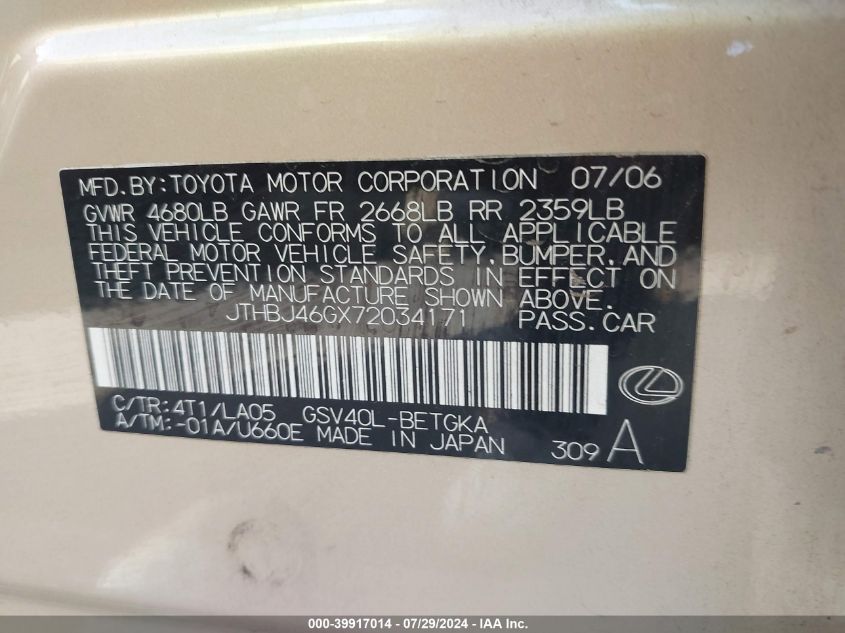 MFD.BY:TOYOTA MOTOR CORPORATION 07/06
GVWR 4680LB GAWR FR 2668LB RR 2359LB
THIS VEHICLE CONFORMS TO ALL APPLICABLE
FEDERAL MOTOR VEHICLE SAFETY,BUMPER,AND
THEFT PREVENTION STANDARDS IN EFFECT ON
THE DATE OF MANUFACTURE SHOWN ABOVE.
JTHBJ46GX72034171 PASS.CAR
C/TR:4T1/LA05 GSV40L-BETGKA
A/TM:-01A/U660E MADE IN JAPAN 309 A
000-39917014 / 07/29/2024 - IAA Inc.